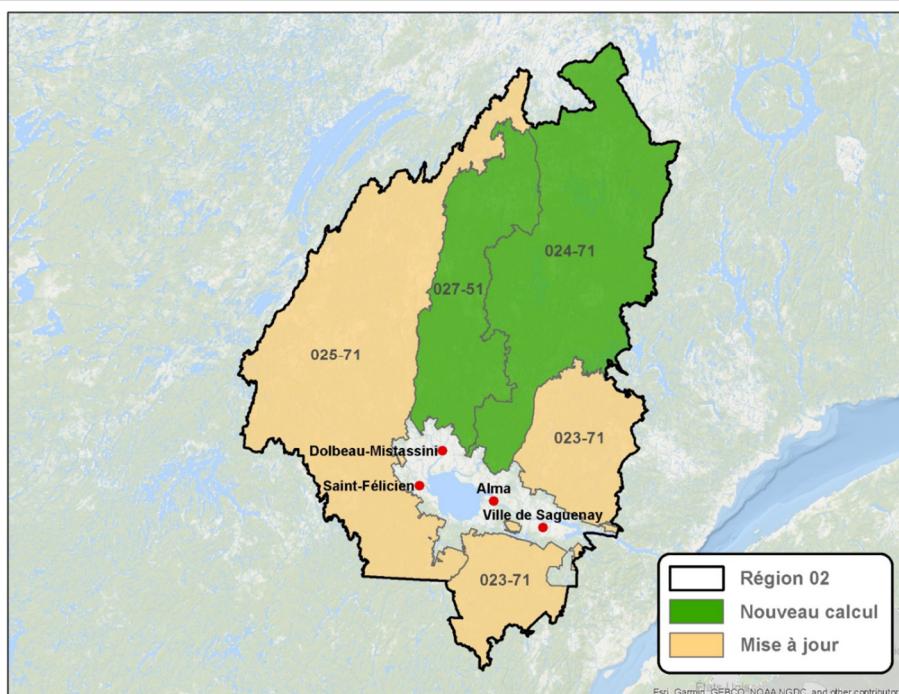 024-71
027-51
025-71
023-71
Dolbeau-Mistassini
Saint-Félicien
Alma
Ville de Saguenay
023-71
Région 02
Nouveau calcul
Mise à jour
Esri, Garmin, GEBCO, NOAA NGDC, and other contributor